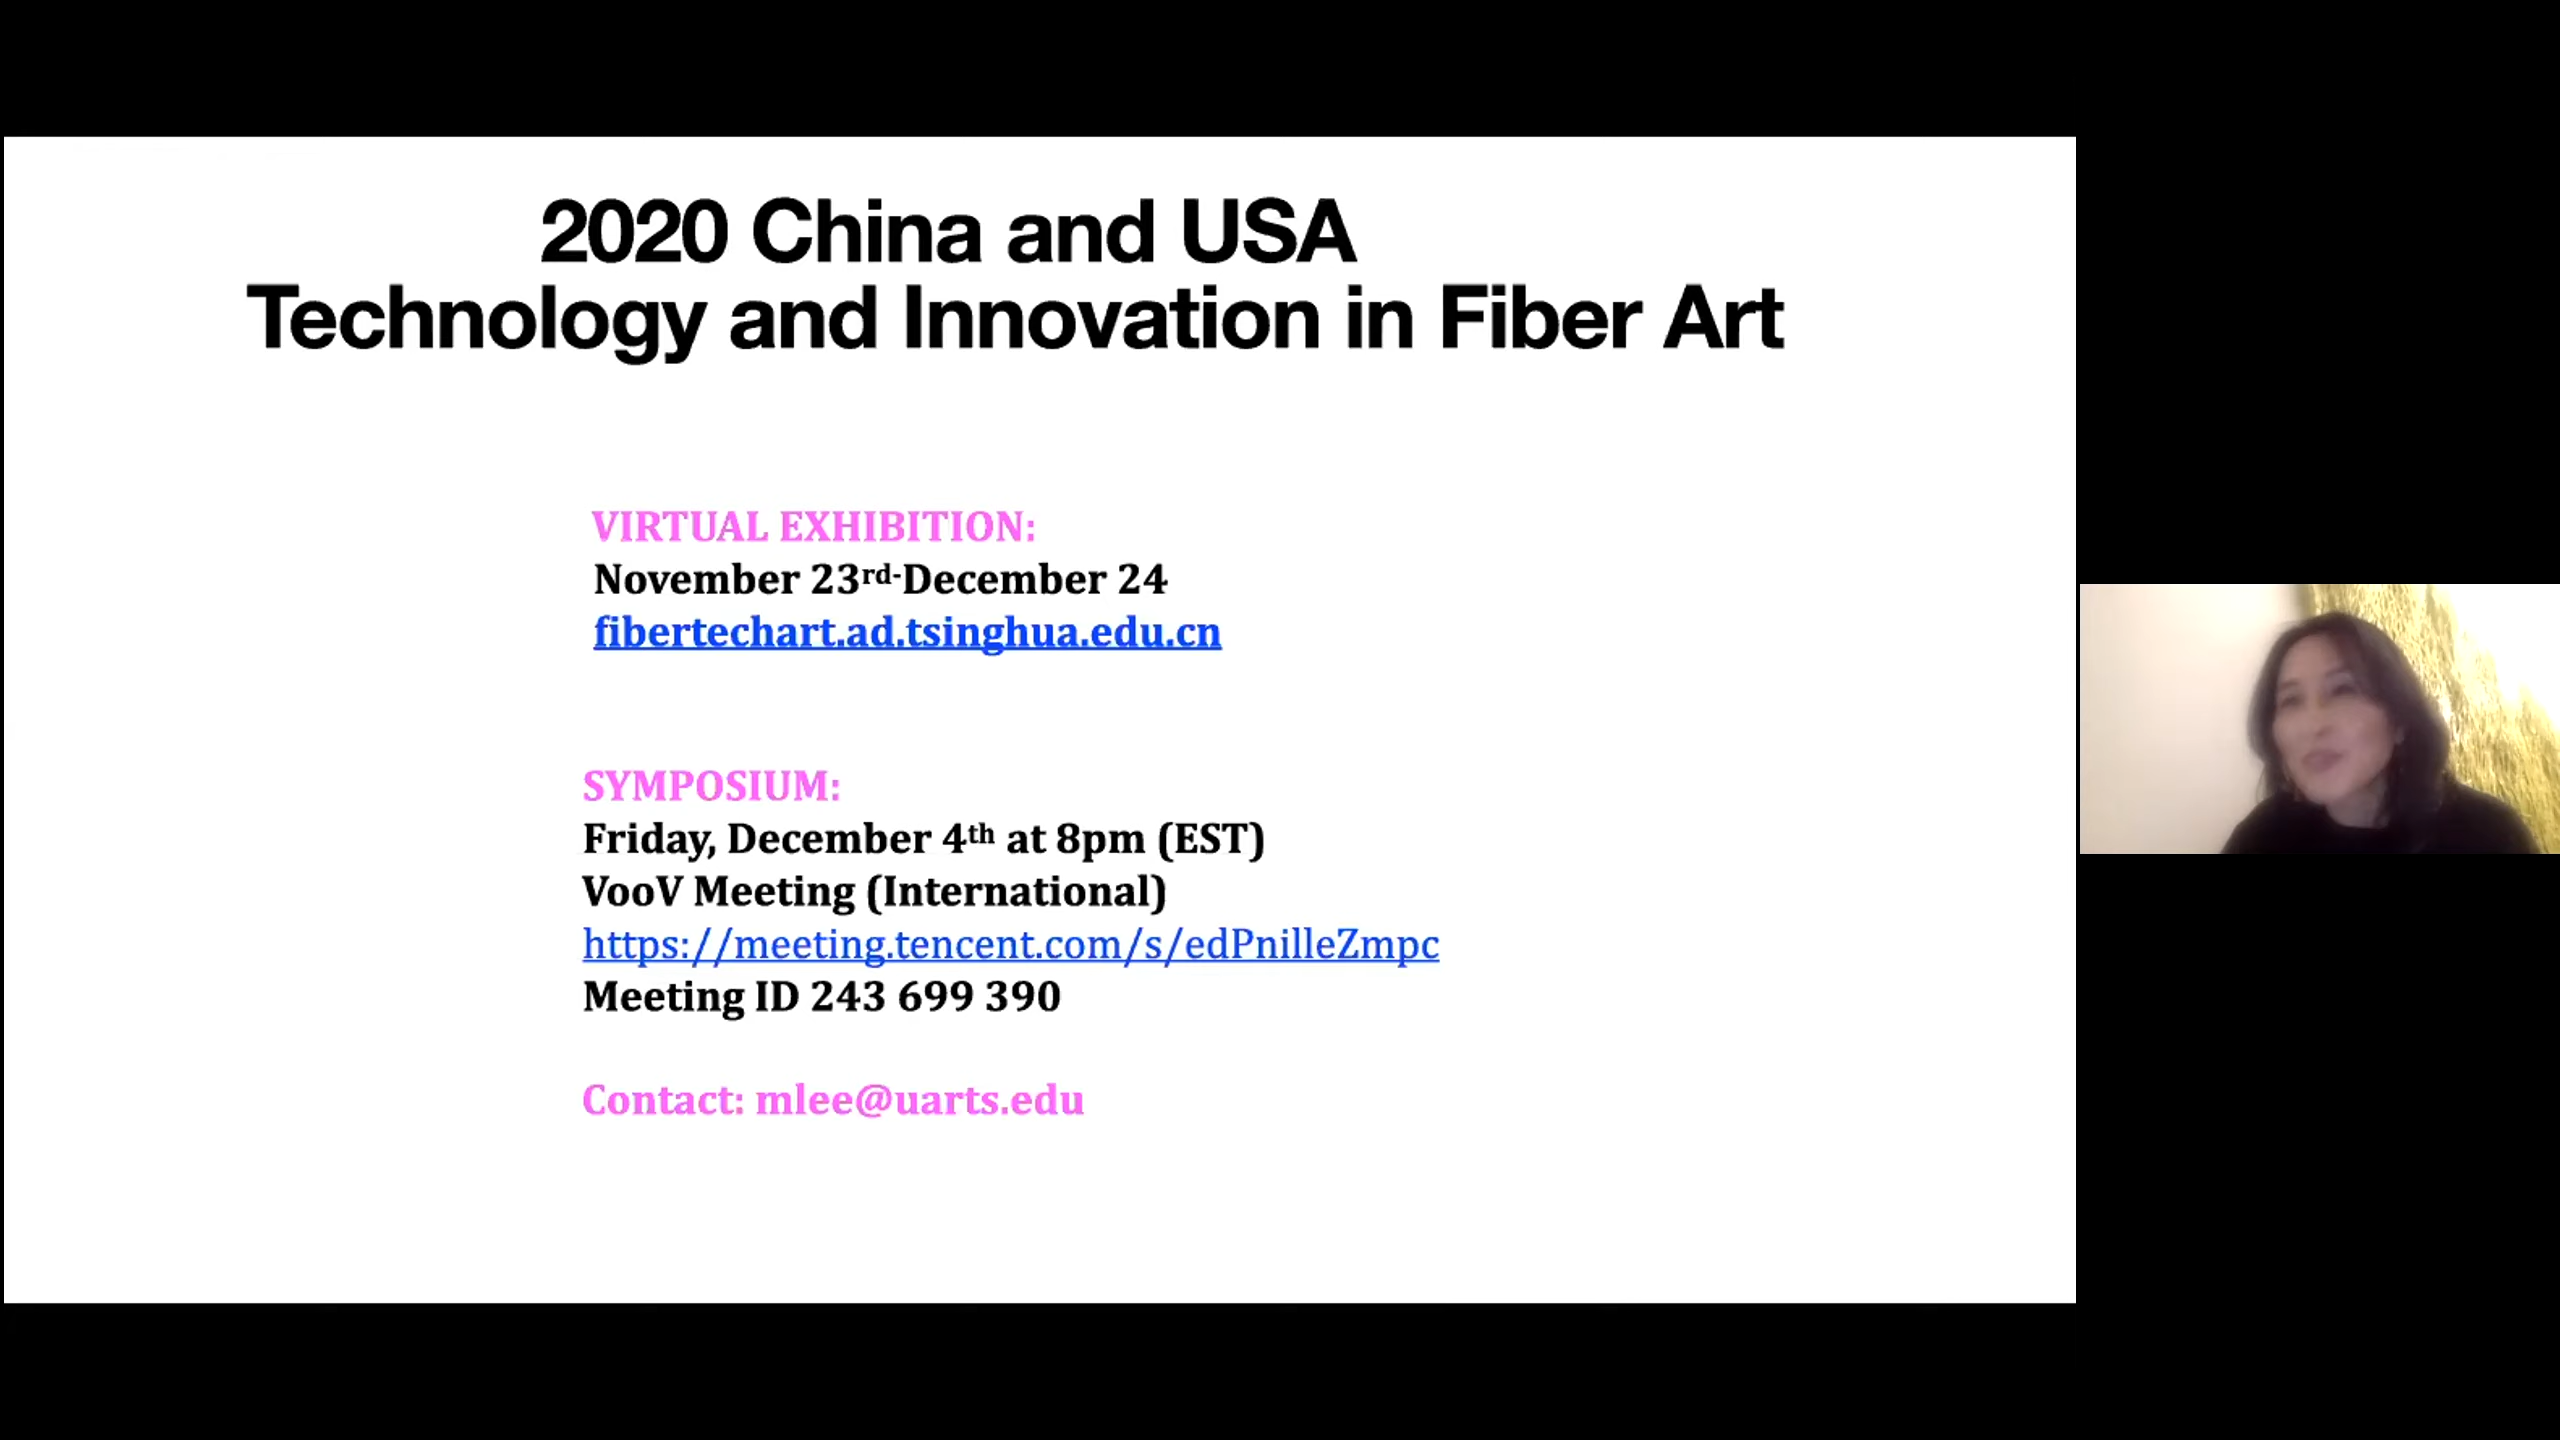 2020 China and USA
Technology and Innovation in Fiber Art
VIRTUAL EXHIBITION:
November 23rd-December 24
fibertechart.ad.tsinghua.edu.cn
SYMPOSIUM:
Friday, December 4th at 8pm (EST)
VooV Meeting (International)
https://meeting.tencent.com/s/edPnilleZmpc
Meeting ID 243 699 390
Contact: mlee@uarts.edu